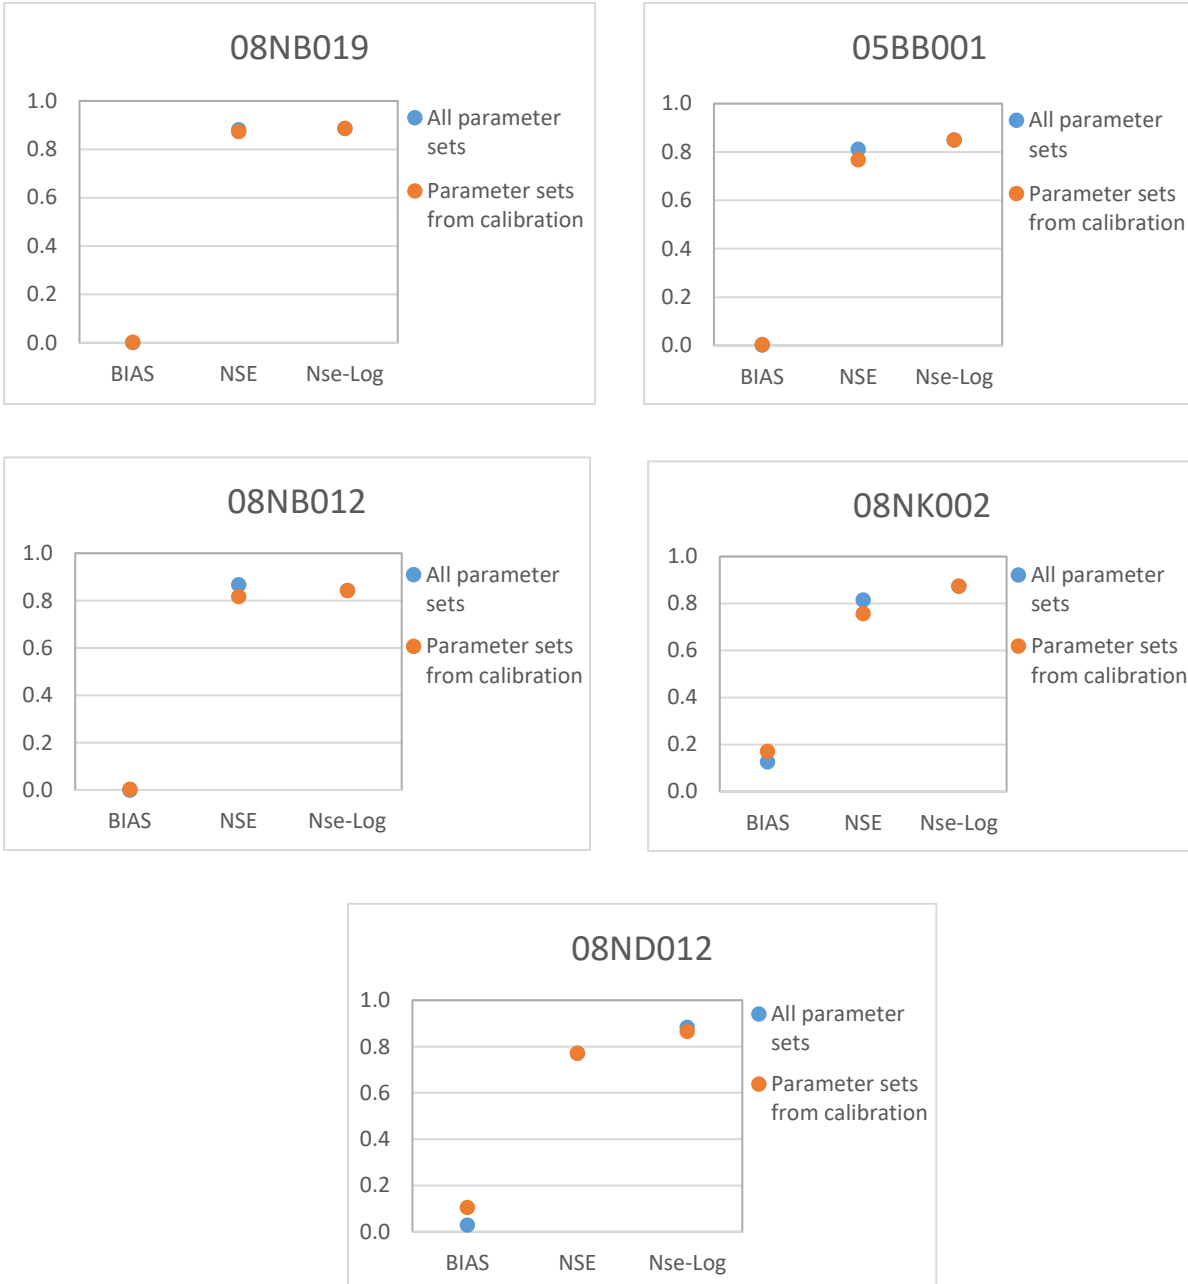 08NB019
1.0
0.8
0.6
0.4
0.2
0.0
BIAS NSE Nse-Log
All parameter
sets
Parameter sets
from calibration
05BB001
1.0
0.8
0.6
0.4
0.2
0.0
BIAS NSE Nse-Log
All parameter
sets
Parameter sets
from calibration
08NB012
1.0
0.8
0.6
0.4
0.2
0.0
BIAS NSE Nse-Log
All parameter
sets
Parameter sets
from calibration
08NK002
1.0
0.8
0.6
0.4
0.2
0.0
BIAS NSE Nse-Log
All parameter
sets
Parameter sets
from calibration
08ND012
1.0
0.8
0.6
0.4
0.2
0.0
BIAS NSE Nse-Log
All parameter
sets
Parameter sets
from calibration